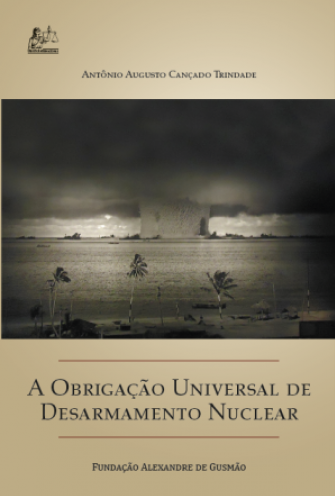 Antônio Augusto Cançado Trindade
A Obrigação Universal de
Desarmamento Nuclear
Fundação Alexandre de Gusmão